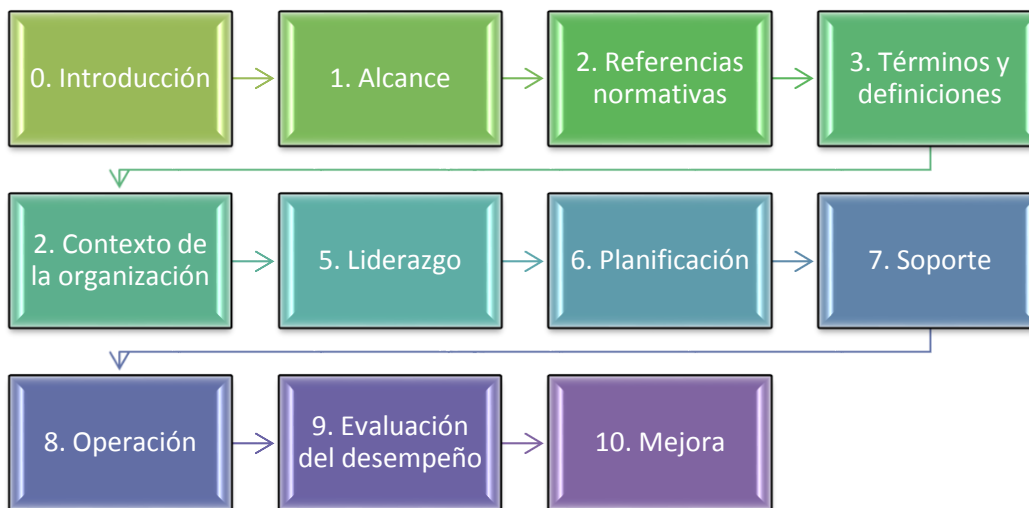 0. Introducción
1. Alcance
2. Referencias
normativas
3. Términos y
definiciones
2. Contexto de
la organización
5. Liderazgo
6. Planificación
7. Soporte
8. Operación
9. Evaluación
del desempeño
10. Mejora